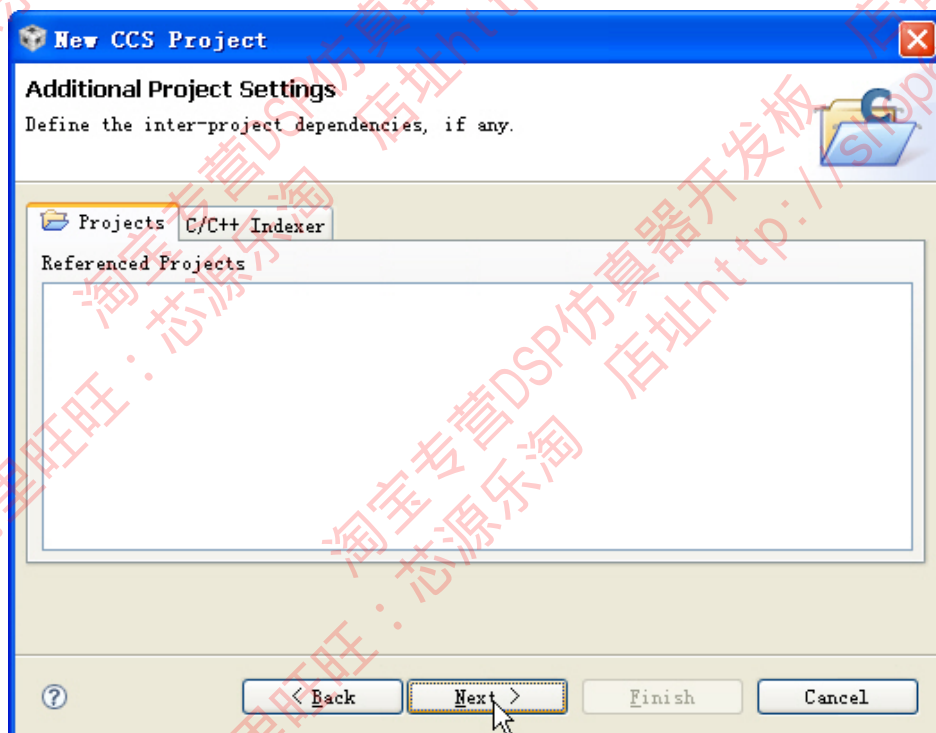 New CCS Project
Additional Project Settings
Define the inter-project dependencies, if any.
Projects
C/C++ Indexer
Referenced Projects
淘宝专营DSP仿真器开发板
旺旺：芯源乐淘 店址http://shop
< Back
Next >
Finish
Cancel